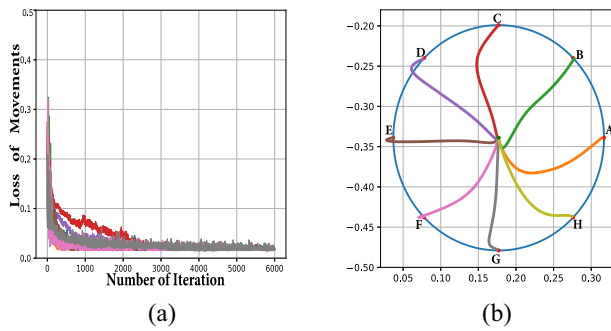 0.5
0.4
0.3
0.2
0.1
0.0
Loss of Movements
0 1000 2000 3000 4000 5000 6000
Number of Iteration
(a)
−0.20
−0.25
−0.30
−0.35
−0.40
−0.45
−0.50
C
D
B
E
A
F
H
G
0.05 0.10 0.15 0.20 0.25 0.30
(b)